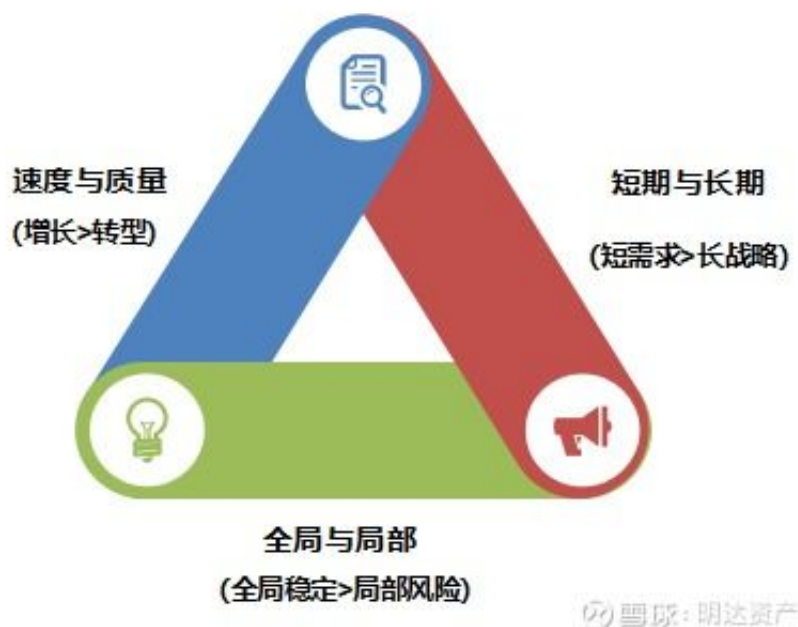 速度与质量
(增长>转型)
短期与长期
(短需求>长战略)
全局与局部
(全局稳定>局部风险)
雪球：明达资产